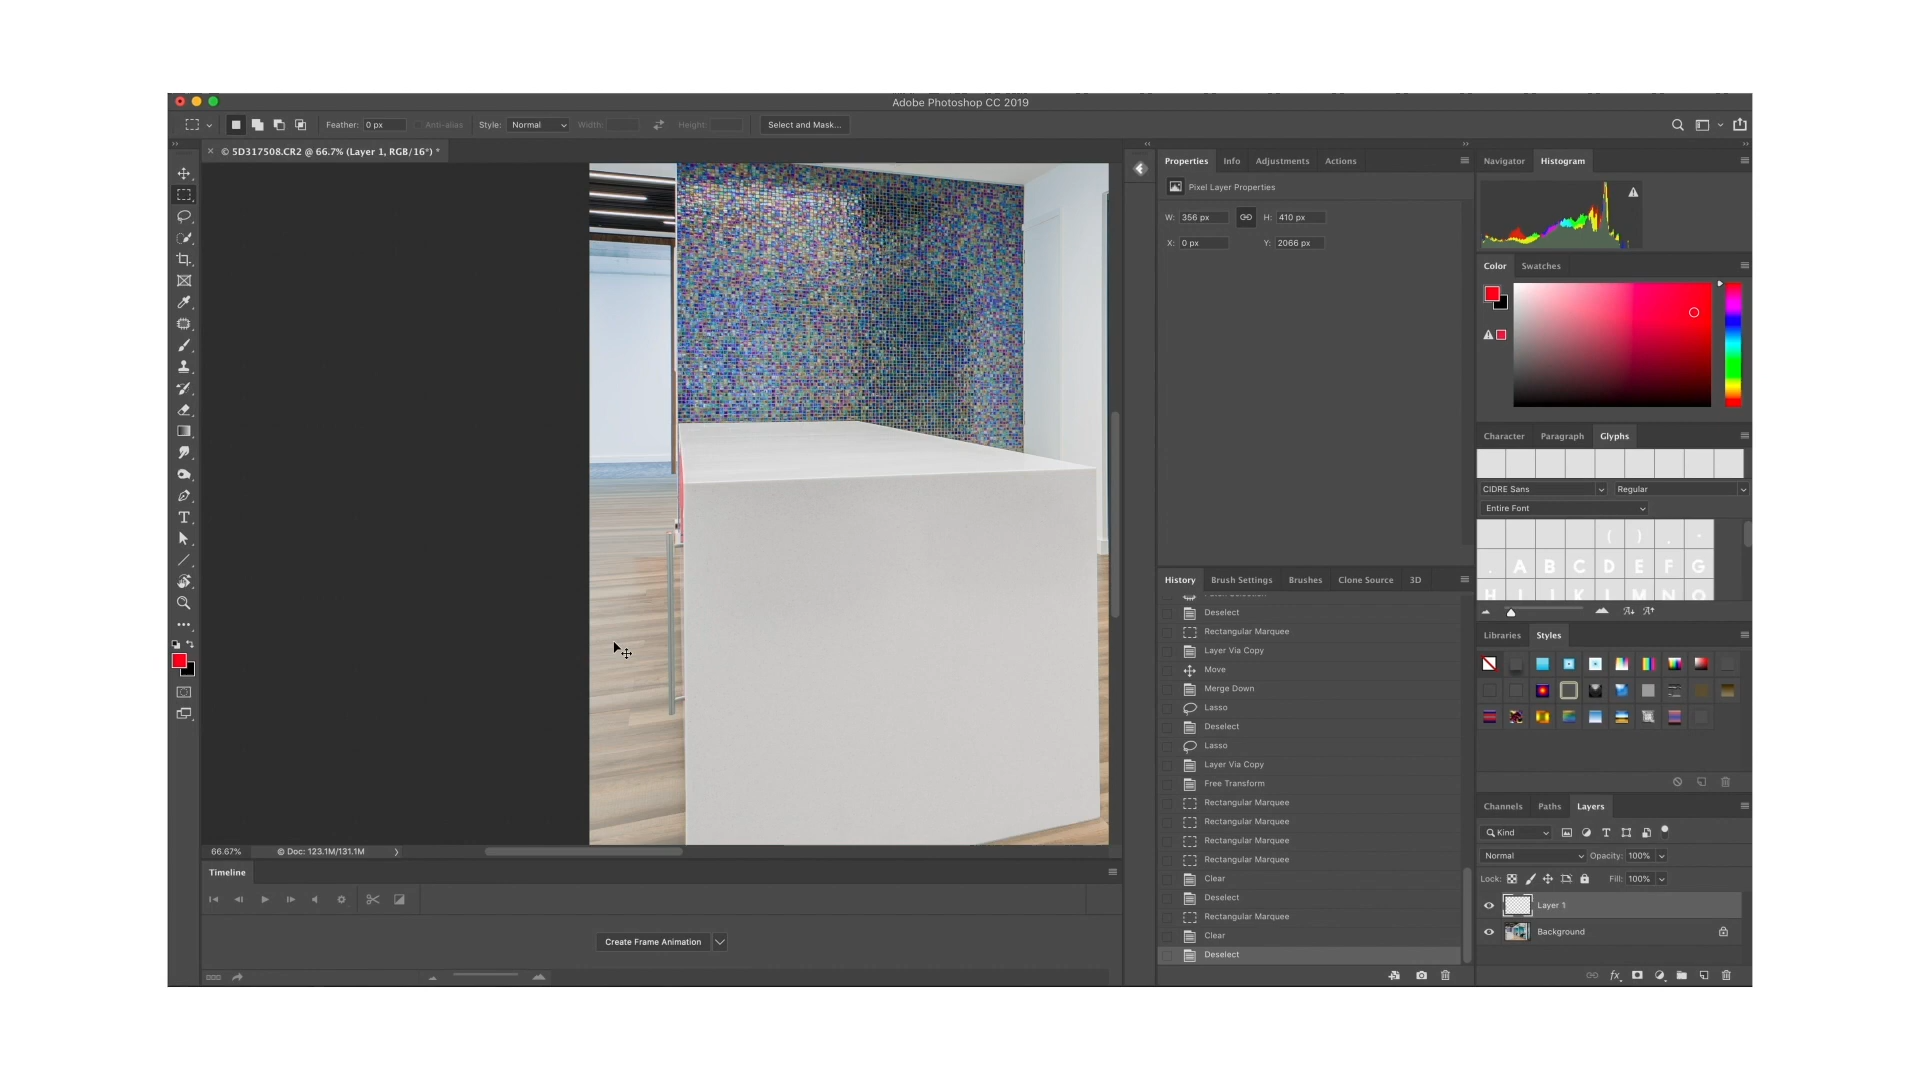 Adobe Photoshop CC 2019
Feather: 0 px Anti-alias Style: Normal Width: Height: Select and Mask...
× © 5D317508.CR2 @ 66.7% (Layer 1, RGB/16*) *
Properties Info Adjustments Actions
Pixel Layer Properties
W: 356 px H: 410 px
X: 0 px Y: 2066 px
Navigator Histogram
Color Swatches
Character Paragraph Glyphs
CIDRE Sans Regular
Entire Font
( ) , .
. A B C D E F G
H I J K L M N O
Libraries Styles
History Brush Settings Brushes Clone Source 3D
Deselect
Rectangular Marquee
Layer Via Copy
Move
Merge Down
Lasso
Deselect
Lasso
Layer Via Copy
Free Transform
Rectangular Marquee
Rectangular Marquee
Rectangular Marquee
Rectangular Marquee
Clear
Deselect
Rectangular Marquee
Clear
Deselect
Channels Paths Layers
Kind
Normal Opacity: 100%
Lock: Fill: 100%
Layer 1
Background
fx
66.67% © Doc: 123.1M/131.1M
Timeline
Create Frame Animation